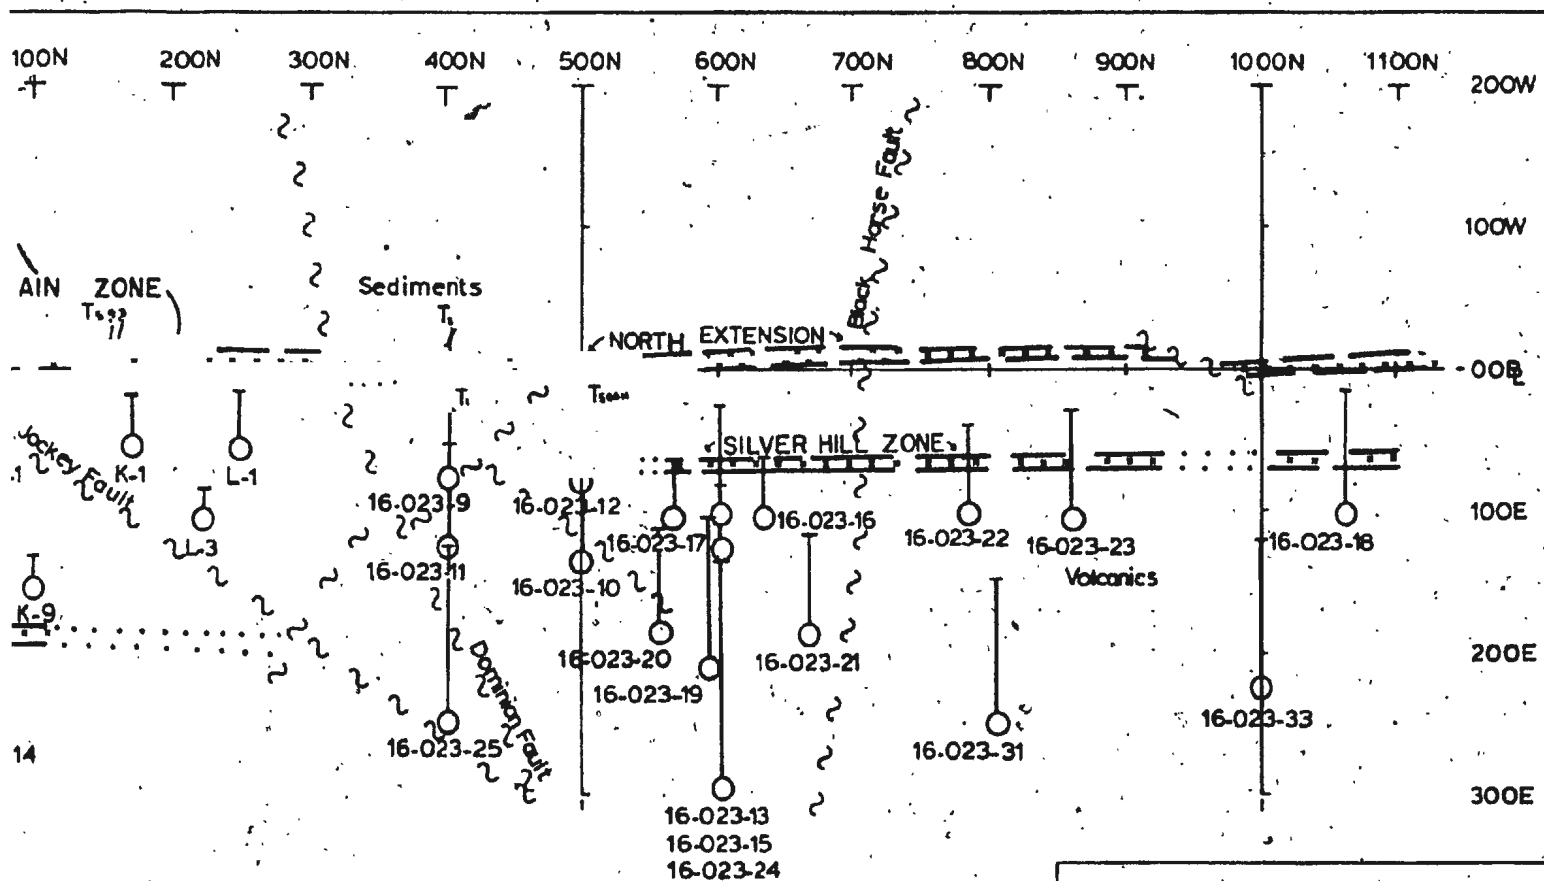 100N 200N 300N 400N 500N 600N 700N 800N 900N 1000N 1100N
200W
Black Horse Fault
100W
AIN ZONE
Sediments
NORTH EXTENSION
SILVER HILL ZONE
Jockey Fault
K-1
L-1
16-023-9
16-023-12
16-023-16
100E
16-023-22
16-023-17
16-023-23
16-023-18
L-3
16-023-11
16-023-10
Volcanics
K-9
16-023-20
16-023-21
200E
16-023-19
Dominion Fault
16-023-33
16-023-25
16-023-31
14
300E
16-023-13
16-023-15
16-023-24